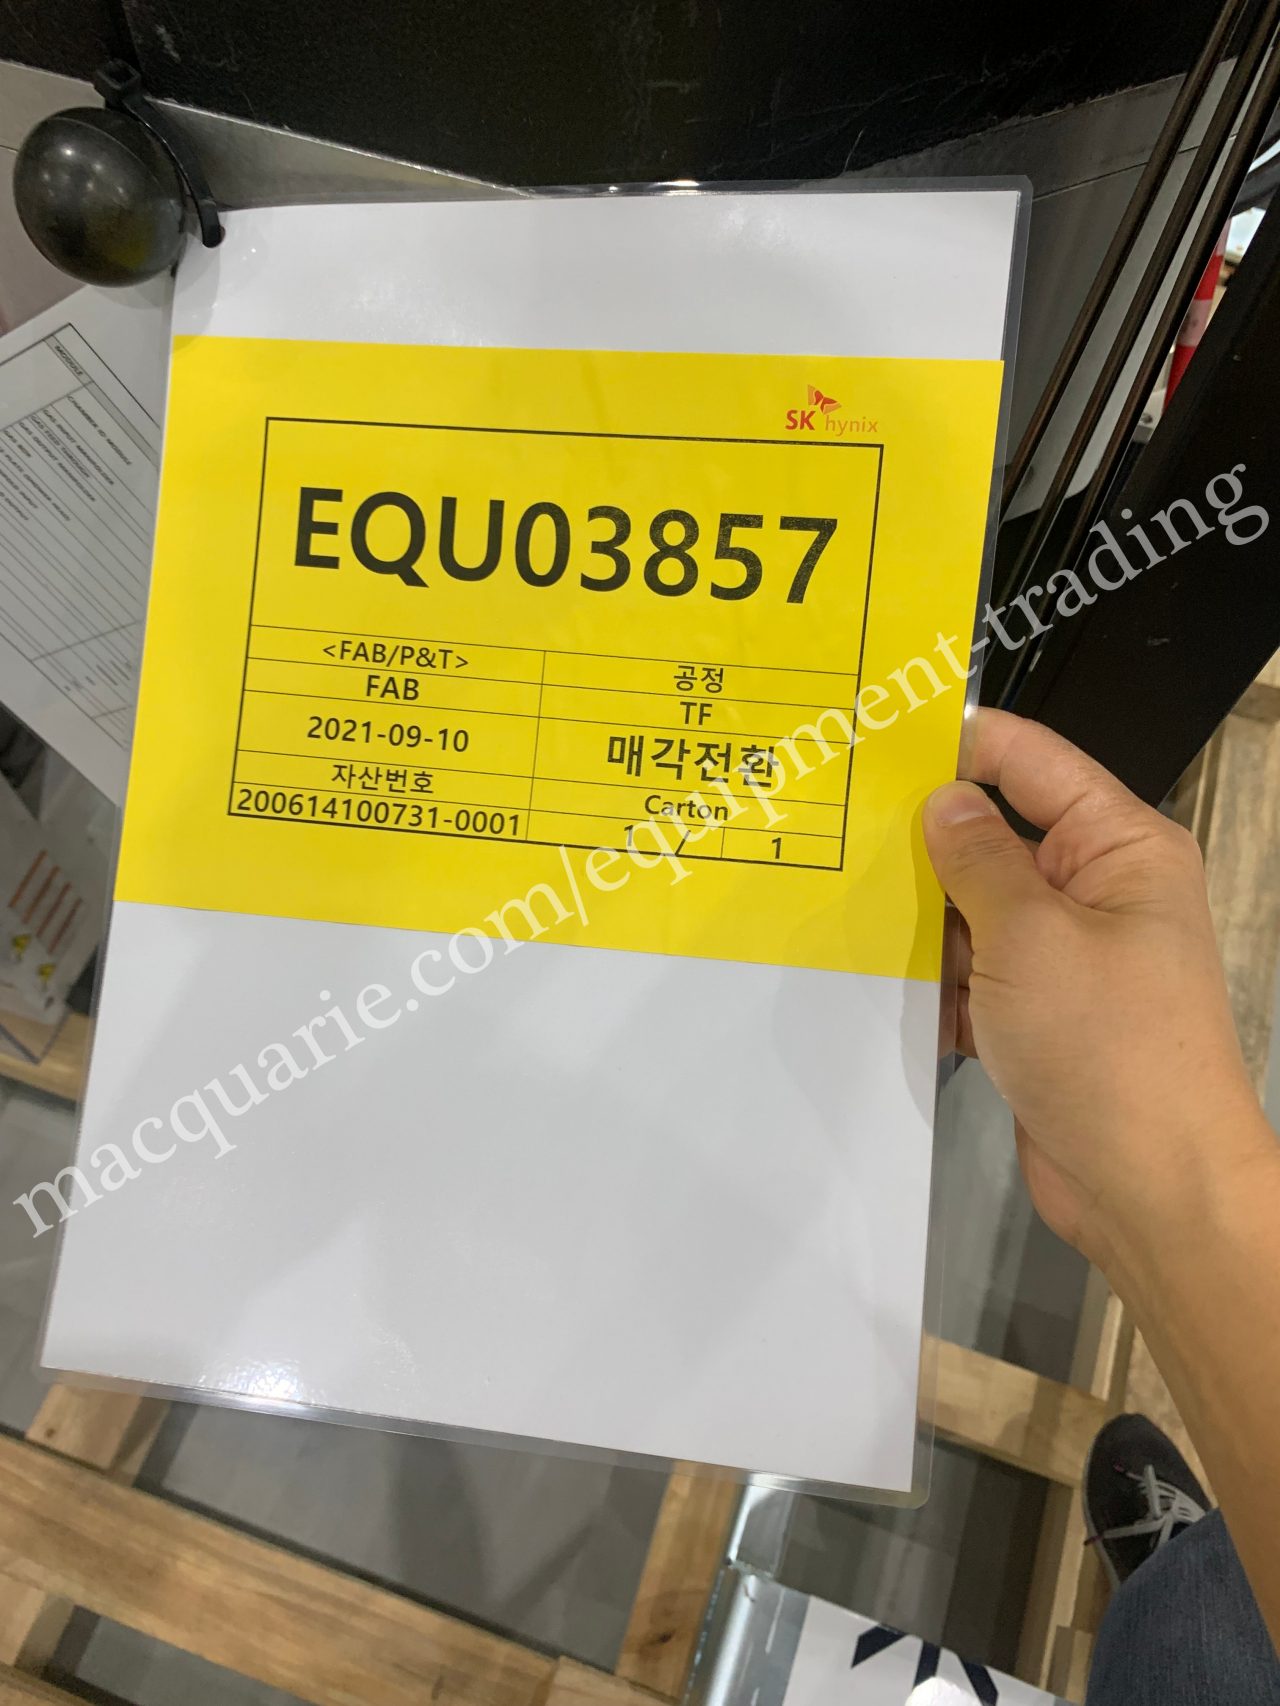 SK hynix
EQU03857
<FAB/P&T> 공정
FAB TF
2021-09-10 매각전환
자산번호 Carton
200614100731-0001 1 / 1
macquarie.com/equipment-trading
MODULE